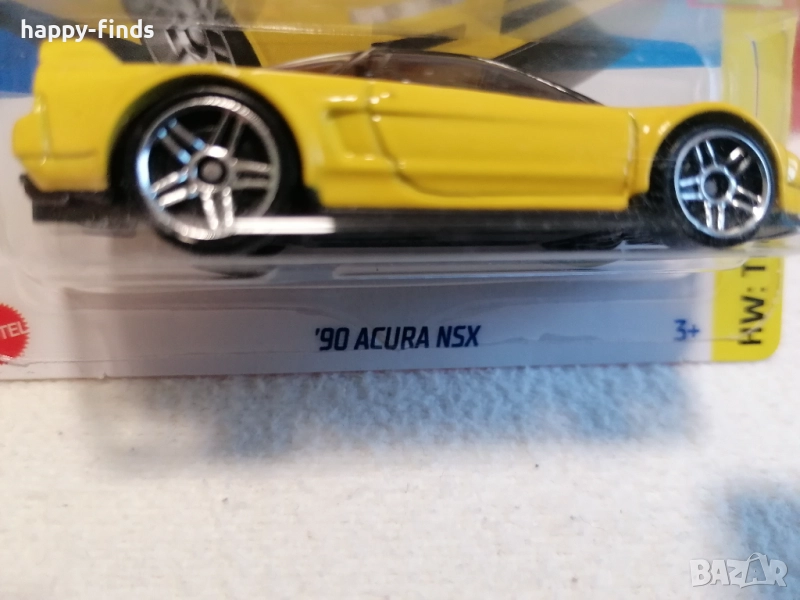 happy-finds
'90 ACURA NSX
3+
HW: T
TEL
BAZAR